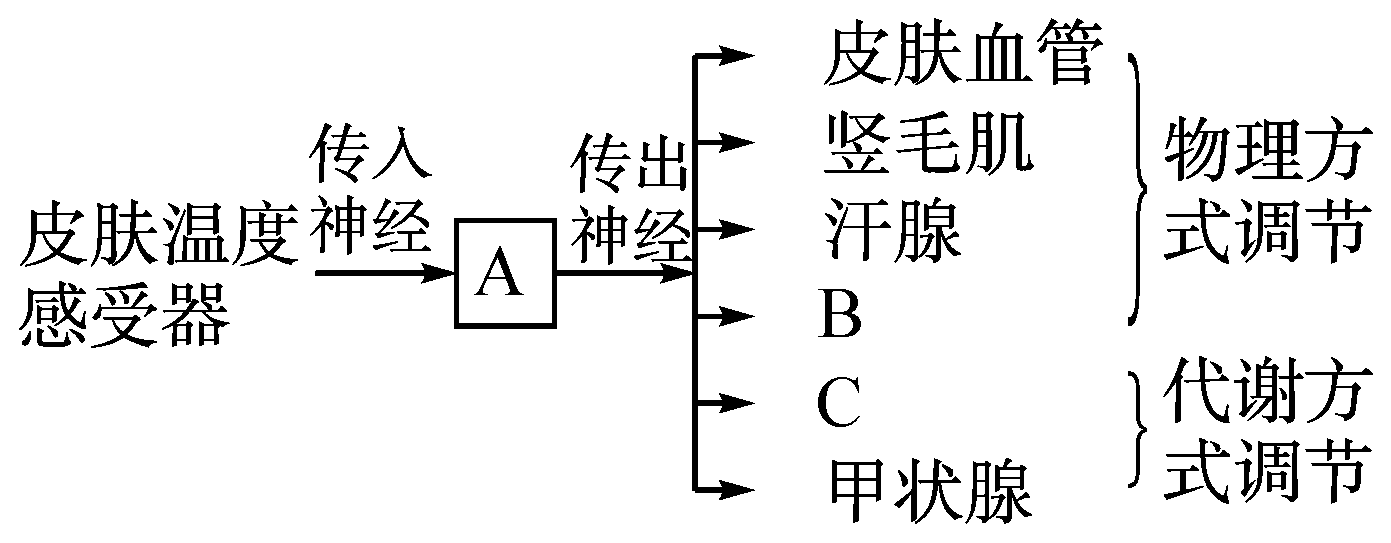 皮肤温度
感受器
传入
神经
A
传出
神经
皮肤血管
竖毛肌
汗腺
B
C
甲状腺
物理方
式调节
代谢方
式调节